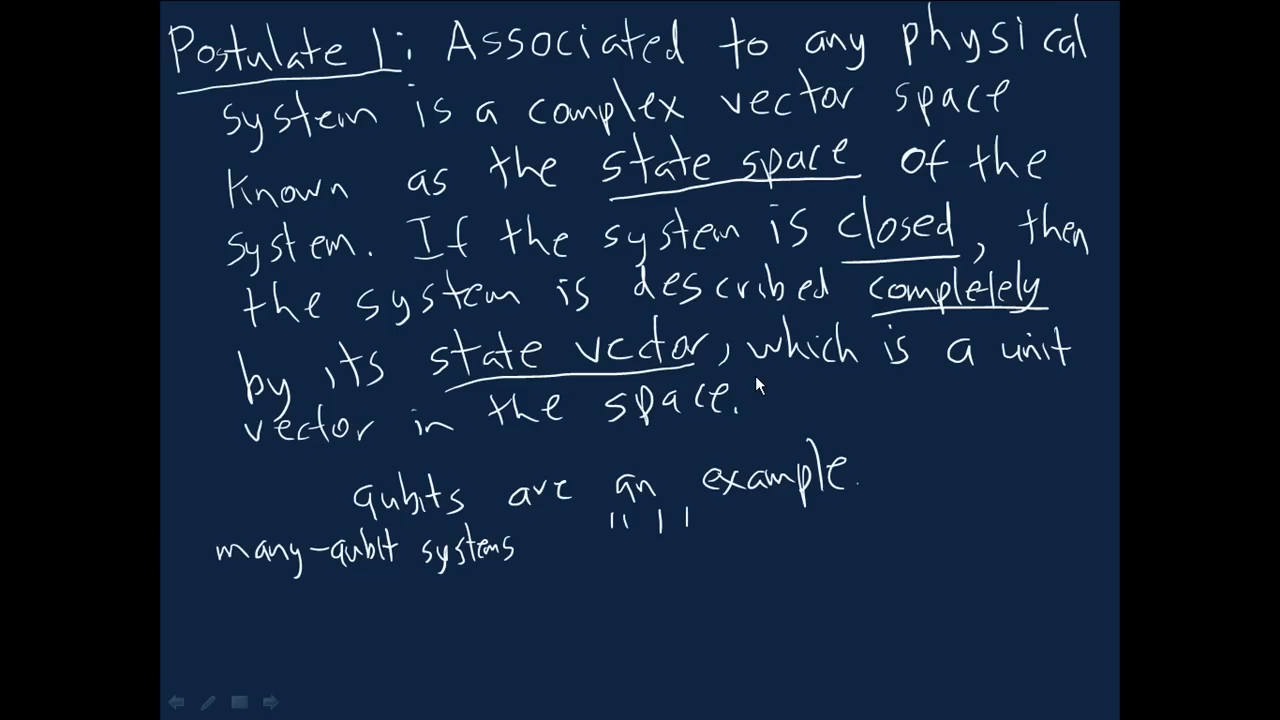 Postulate 1: Associated to any physical
system is a complex vector space
known as the state space of the
system. If the system is closed, then
the system is described completely
by its state vector, which is a unit
vector in the space.
qubits are an example.
many-qubit systems " "